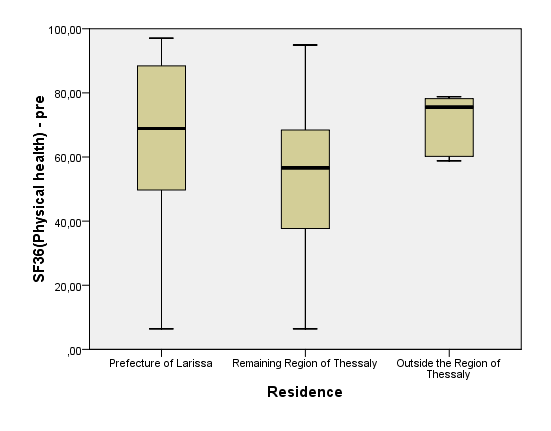 SF36(Physical health) - pre
100,00
80,00
60,00
40,00
20,00
,00
Prefecture of Larissa
Remaining Region of Thessaly
Outside the Region of
Thessaly
Residence